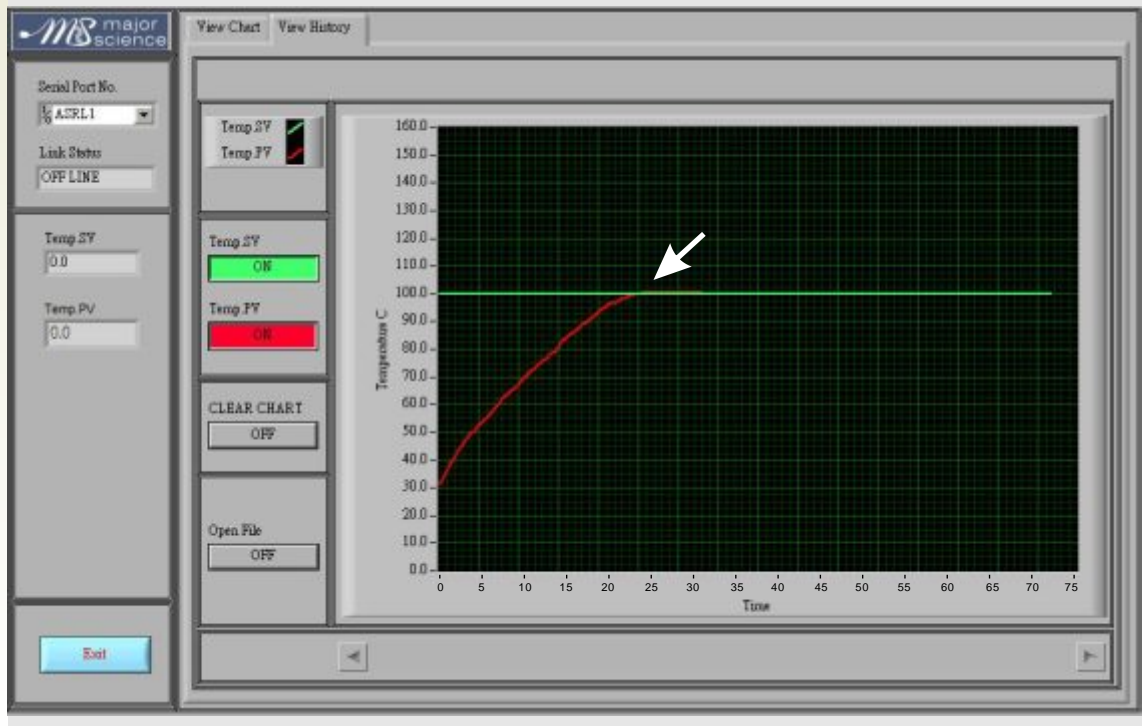 major
science
Serial Port No.
ASRL1
Link Status
OFF LINE
Temp.SV
0.0
Temp.PV
0.0
Exit
View Chart View History
Temp.SV
Temp.PV
Temp.SV
ON
Temp.PV
ON
CLEAR CHART
OFF
Open File
OFF
Temperature C
160.0
150.0
140.0
130.0
120.0
110.0
100.0
90.0
80.0
70.0
60.0
50.0
40.0
30.0
20.0
10.0
0.0
0 5 10 15 20 25 30 35 40 45 50 55 60 65 70 75
Time